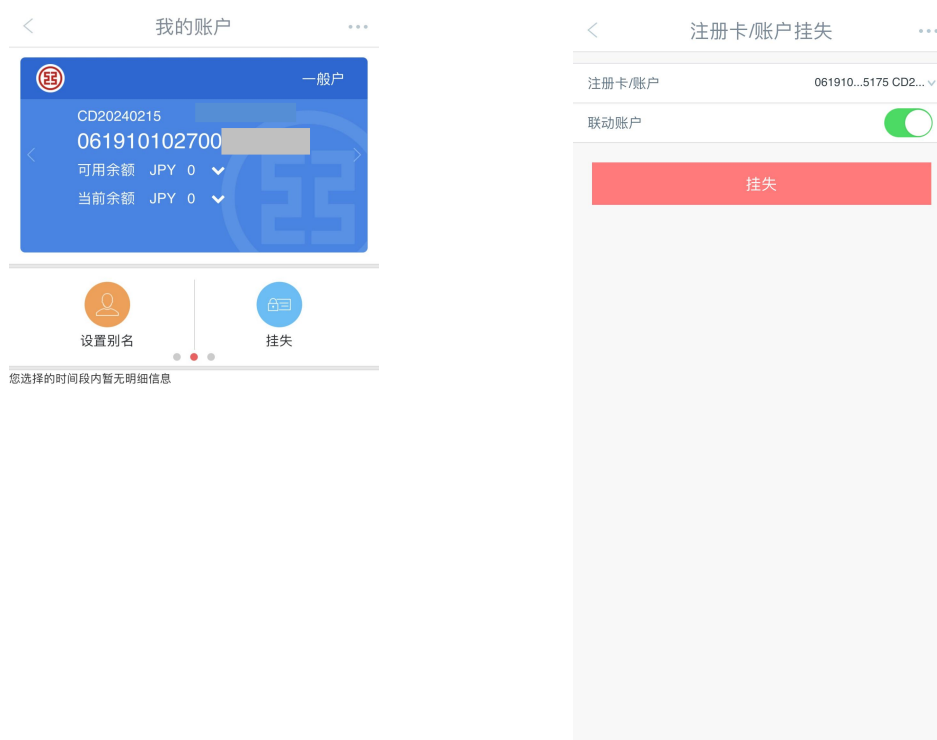 我的账户
一般户
CD20240215
061910102700
可用余额 JPY 0
当前余额 JPY 0
设置别名
挂失
您选择的时间段内暂无明细信息
注册卡/账户挂失
注册卡/账户 061910...5175 CD2...
联动账户
挂失